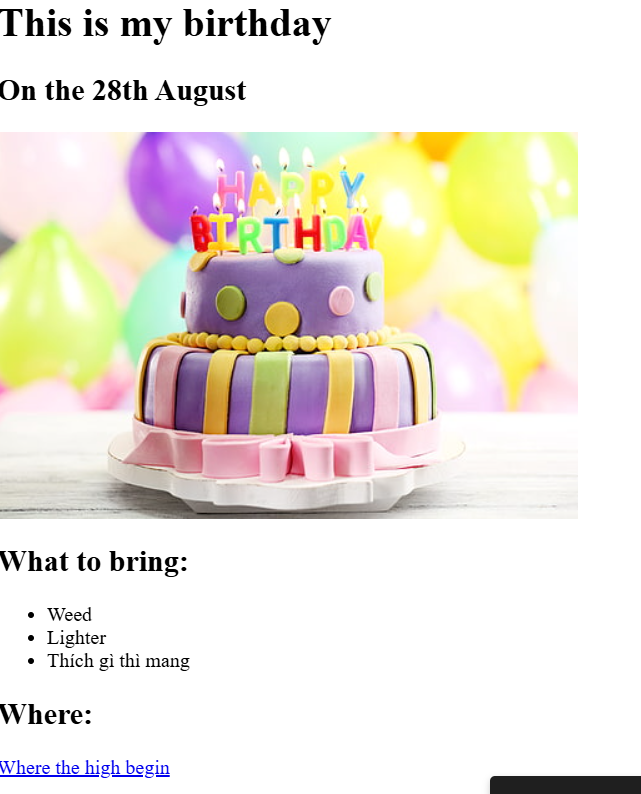 This is my birthday
On the 28th August
HAPPY
BIRTHDAY
What to bring:
Weed
Lighter
Thích gì thì mang
Where:
Where the high begin